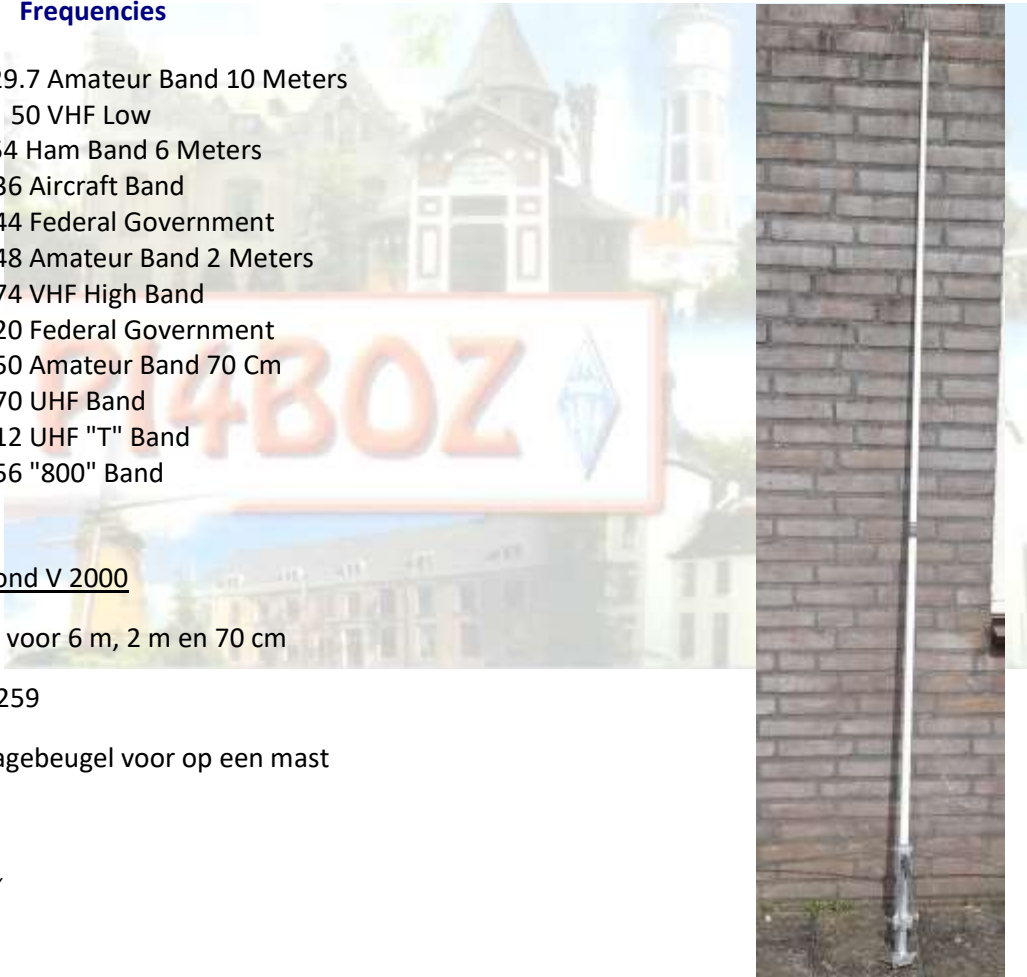 Frequencies
29.7 Amateur Band 10 Meters
50 VHF Low
54 Ham Band 6 Meters
36 Aircraft Band
44 Federal Government
48 Amateur Band 2 Meters
74 VHF High Band
20 Federal Government
50 Amateur Band 70 Cm
70 UHF Band
12 UHF "T" Band
56 "800" Band
PI4BOZ
ond V 2000
voor 6 m, 2 m en 70 cm
259
agebeugel voor op een mast